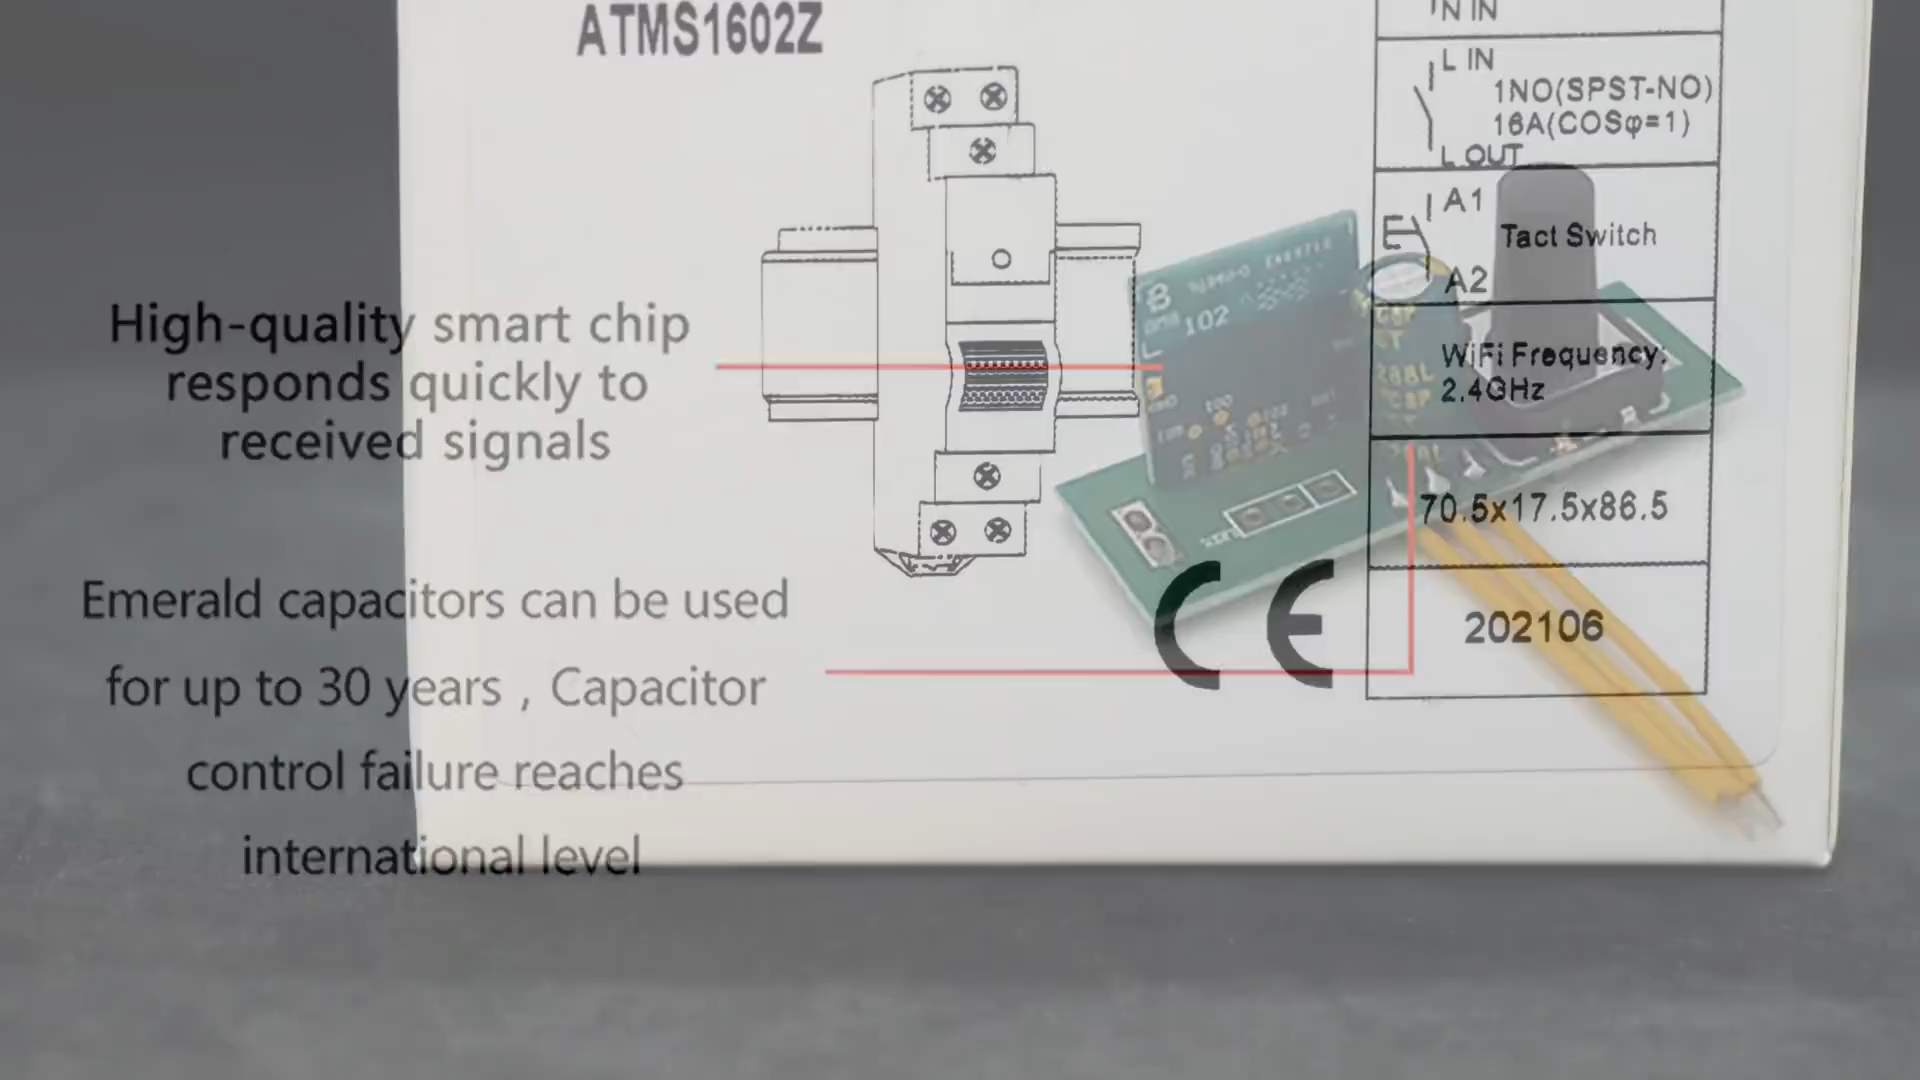 ATMS1602Z
N IN
L IN
1NO(SPST-NO)
16A(COSφ=1)
L OUT
A1
Tact Switch
A2
WiFi Frequency:
2.4GHz
70.5x17.5x86.5
202106
CE
8
102
High-quality smart chip
responds quickly to
received signals
Emerald capacitors can be used
for up to 30 years , Capacitor
control failure reaches
international level